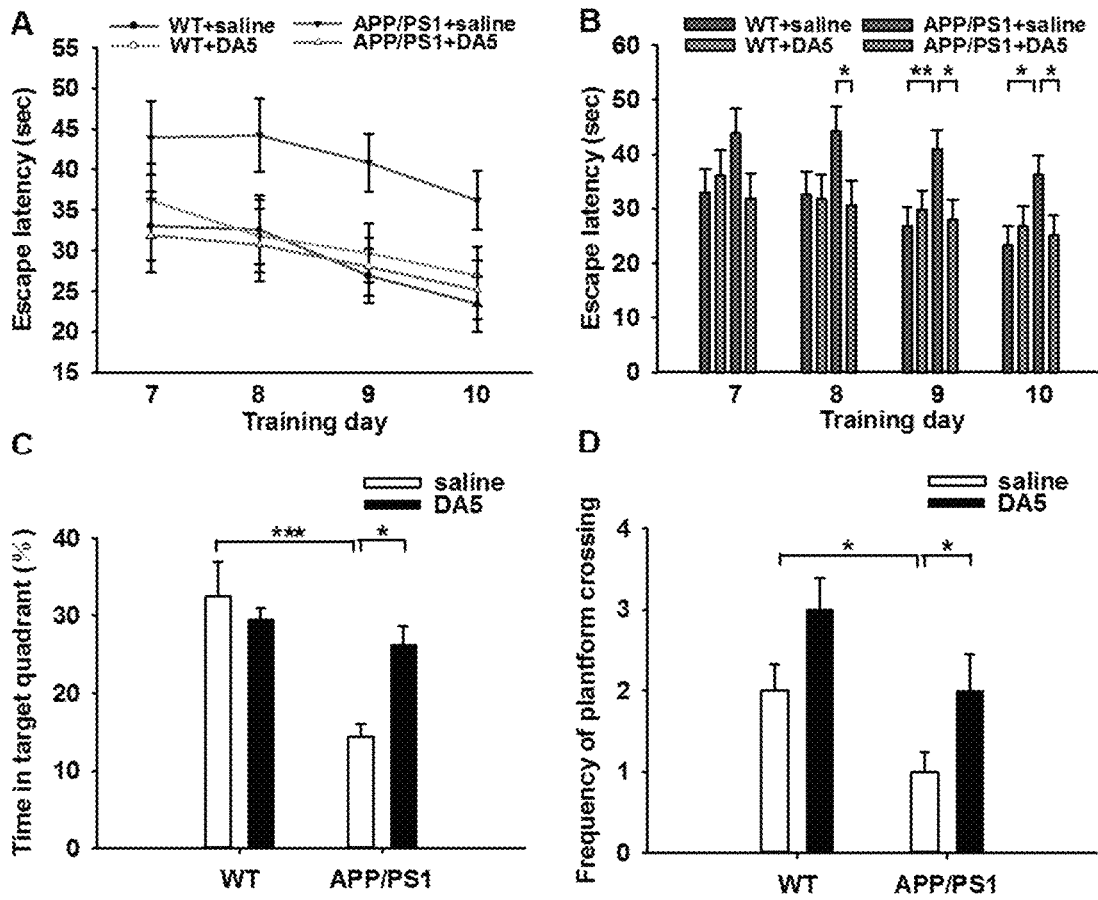 A
WT+saline
APP/PS1+saline
WT+DA5
APP/PS1+DA5
Escape latency (sec)
55
50
45
40
35
30
25
20
15
7 8 9 10
Training day
B
WT+saline
APP/PS1+saline
WT+DA5
APP/PS1+DA5
Escape latency (sec)
60
50
40
30
20
10
0
* ** * * *
7 8 9 10
Training day
C
saline
DA5
Time in target quadrant (%)
40
30
20
10
0
*** *
WT APP/PS1
D
saline
DA5
Frequency of plantform crossing
4
3
2
1
0
* *
WT APP/PS1